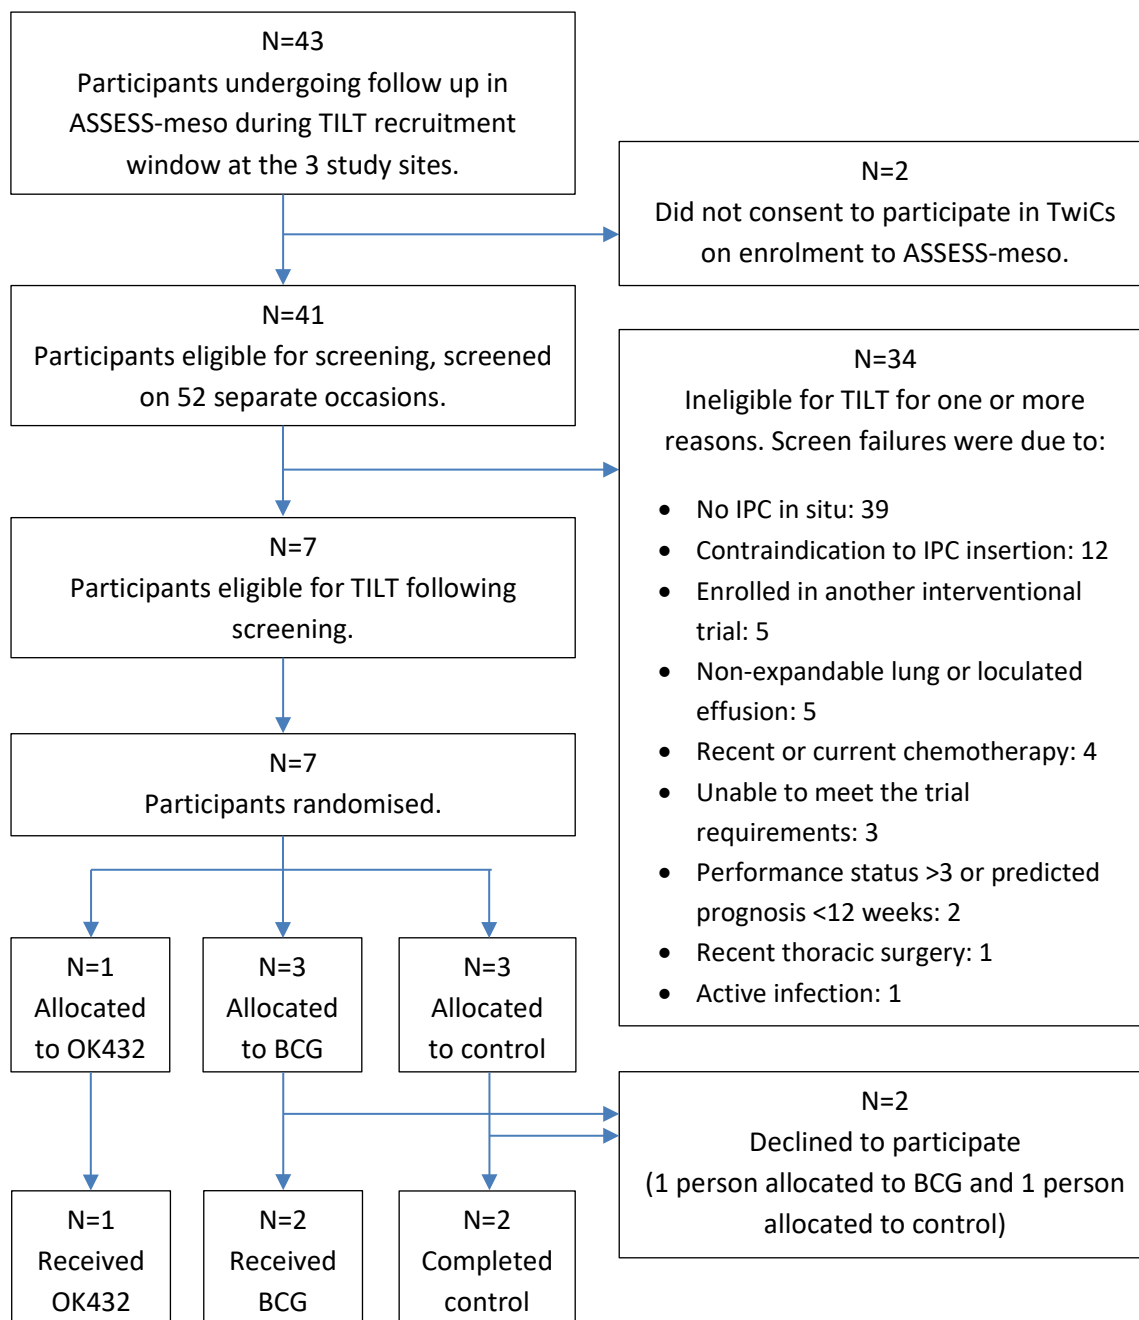 N=43
Participants undergoing follow up in
ASSESS-meso during TILT recruitment
window at the 3 study sites.
N=2
Did not consent to participate in TwiCs
on enrolment to ASSESS-meso.
N=41
Participants eligible for screening, screened
on 52 separate occasions.
N=34
Ineligible for TILT for one or more
reasons. Screen failures were due to:
• No IPC in situ: 39
• Contraindication to IPC insertion: 12
• Enrolled in another interventional
trial: 5
• Non-expandable lung or loculated
effusion: 5
• Recent or current chemotherapy: 4
• Unable to meet the trial
requirements: 3
• Performance status >3 or predicted
prognosis <12 weeks: 2
• Recent thoracic surgery: 1
• Active infection: 1
N=7
Participants eligible for TILT following
screening.
N=7
Participants randomised.
N=1
Allocated
to OK432
N=3
Allocated
to BCG
N=3
Allocated
to control
N=2
Declined to participate
(1 person allocated to BCG and 1 person
allocated to control)
N=1
Received
OK432
N=2
Received
BCG
N=2
Completed
control